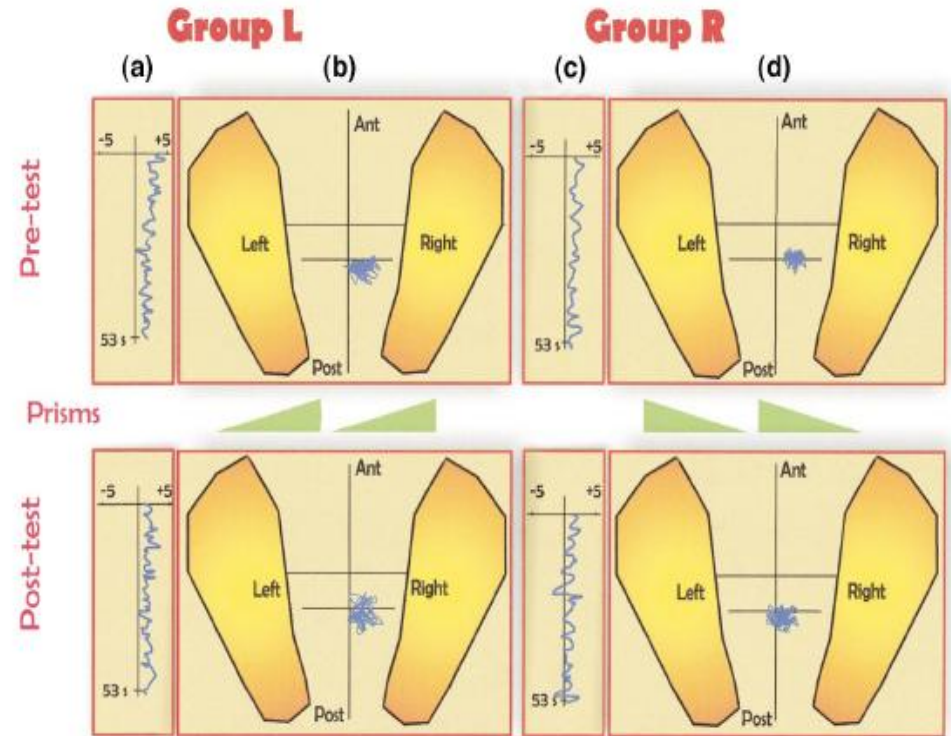 Group L Group R
(a) (b) (c) (d)
Pre-test
-5 +5
53 s
Ant
Left Right
Post
-5 +5
53 s
Ant
Left Right
Post
Prisms
Post-test
-5 +5
53 s
Ant
Left Right
Post
-5 +5
53 s
Ant
Left Right
Post